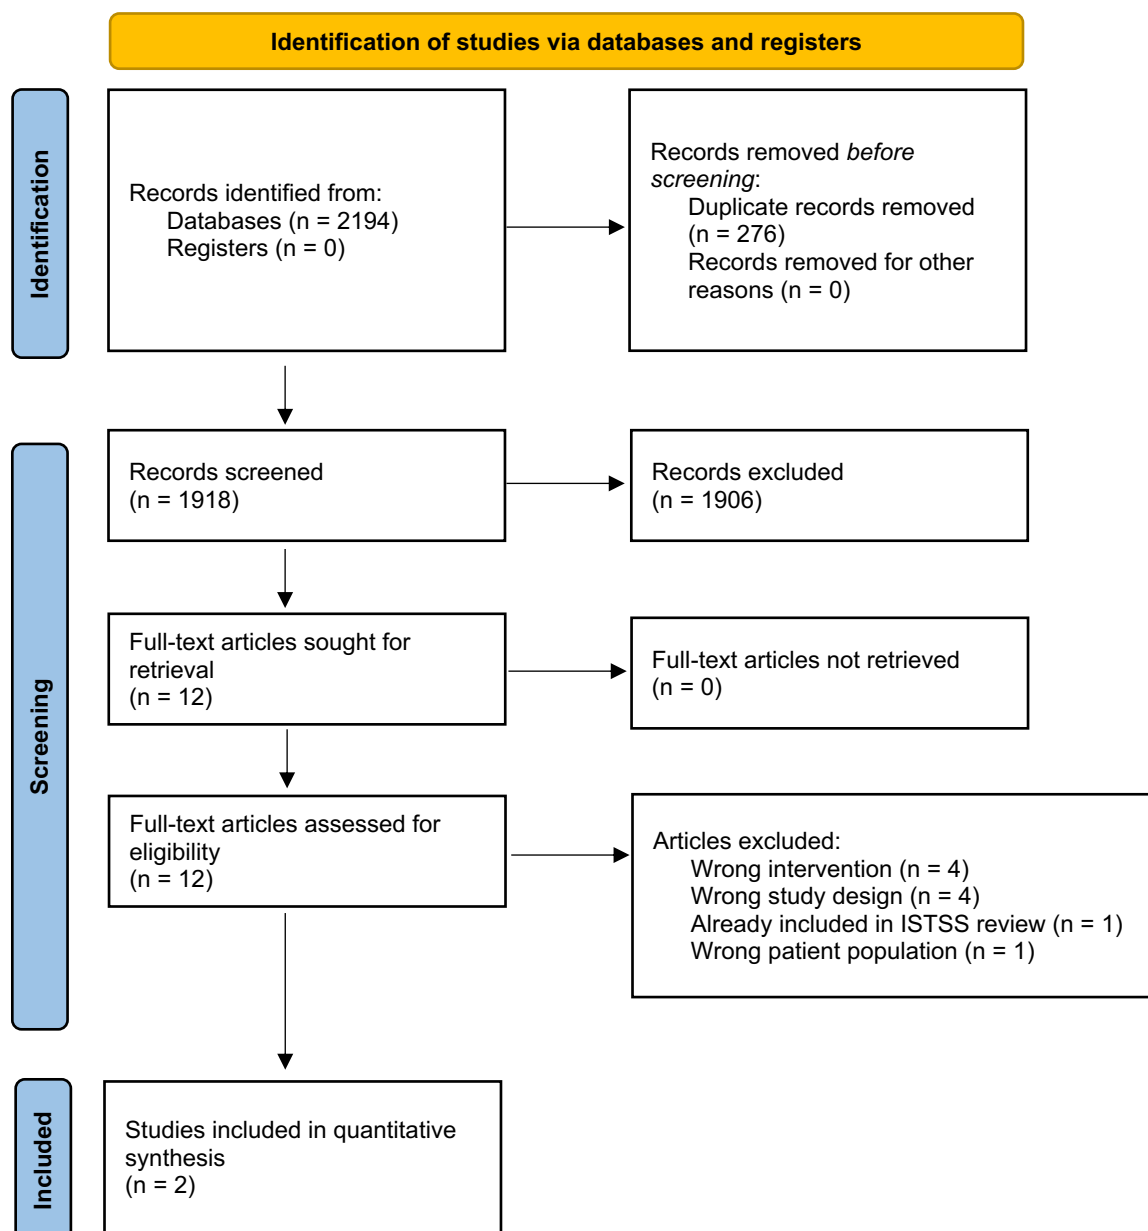 Identification of studies via databases and registers
Identification
Records identified from:
Databases (n = 2194)
Registers (n = 0)
Records removed before
screening:
Duplicate records removed
(n = 276)
Records removed for other
reasons (n = 0)
Screening
Records screened
(n = 1918)
Records excluded
(n = 1906)
Full-text articles sought for
retrieval
(n = 12)
Full-text articles not retrieved
(n = 0)
Full-text articles assessed for
eligibility
(n = 12)
Articles excluded:
Wrong intervention (n = 4)
Wrong study design (n = 4)
Already included in ISTSS review (n = 1)
Wrong patient population (n = 1)
Included
Studies included in quantitative
synthesis
(n = 2)